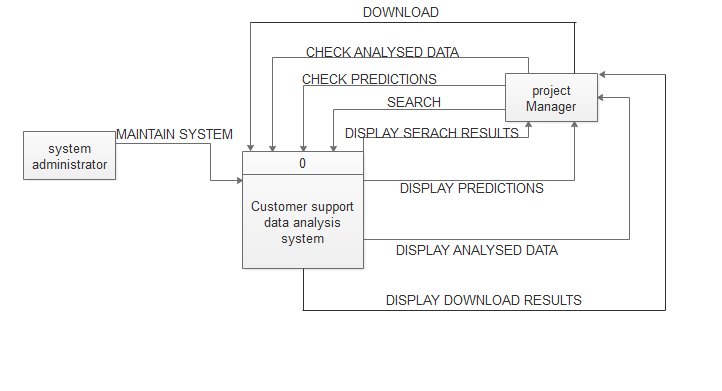 DOWNLOAD
CHECK ANALYSED DATA
CHECK PREDICTIONS
project
Manager
SEARCH
MAINTAIN SYSTEM
DISPLAY SERACH RESULTS
system
administrator
0
DISPLAY PREDICTIONS
Customer support
data analysis
system
DISPLAY ANALYSED DATA
DISPLAY DOWNLOAD RESULTS